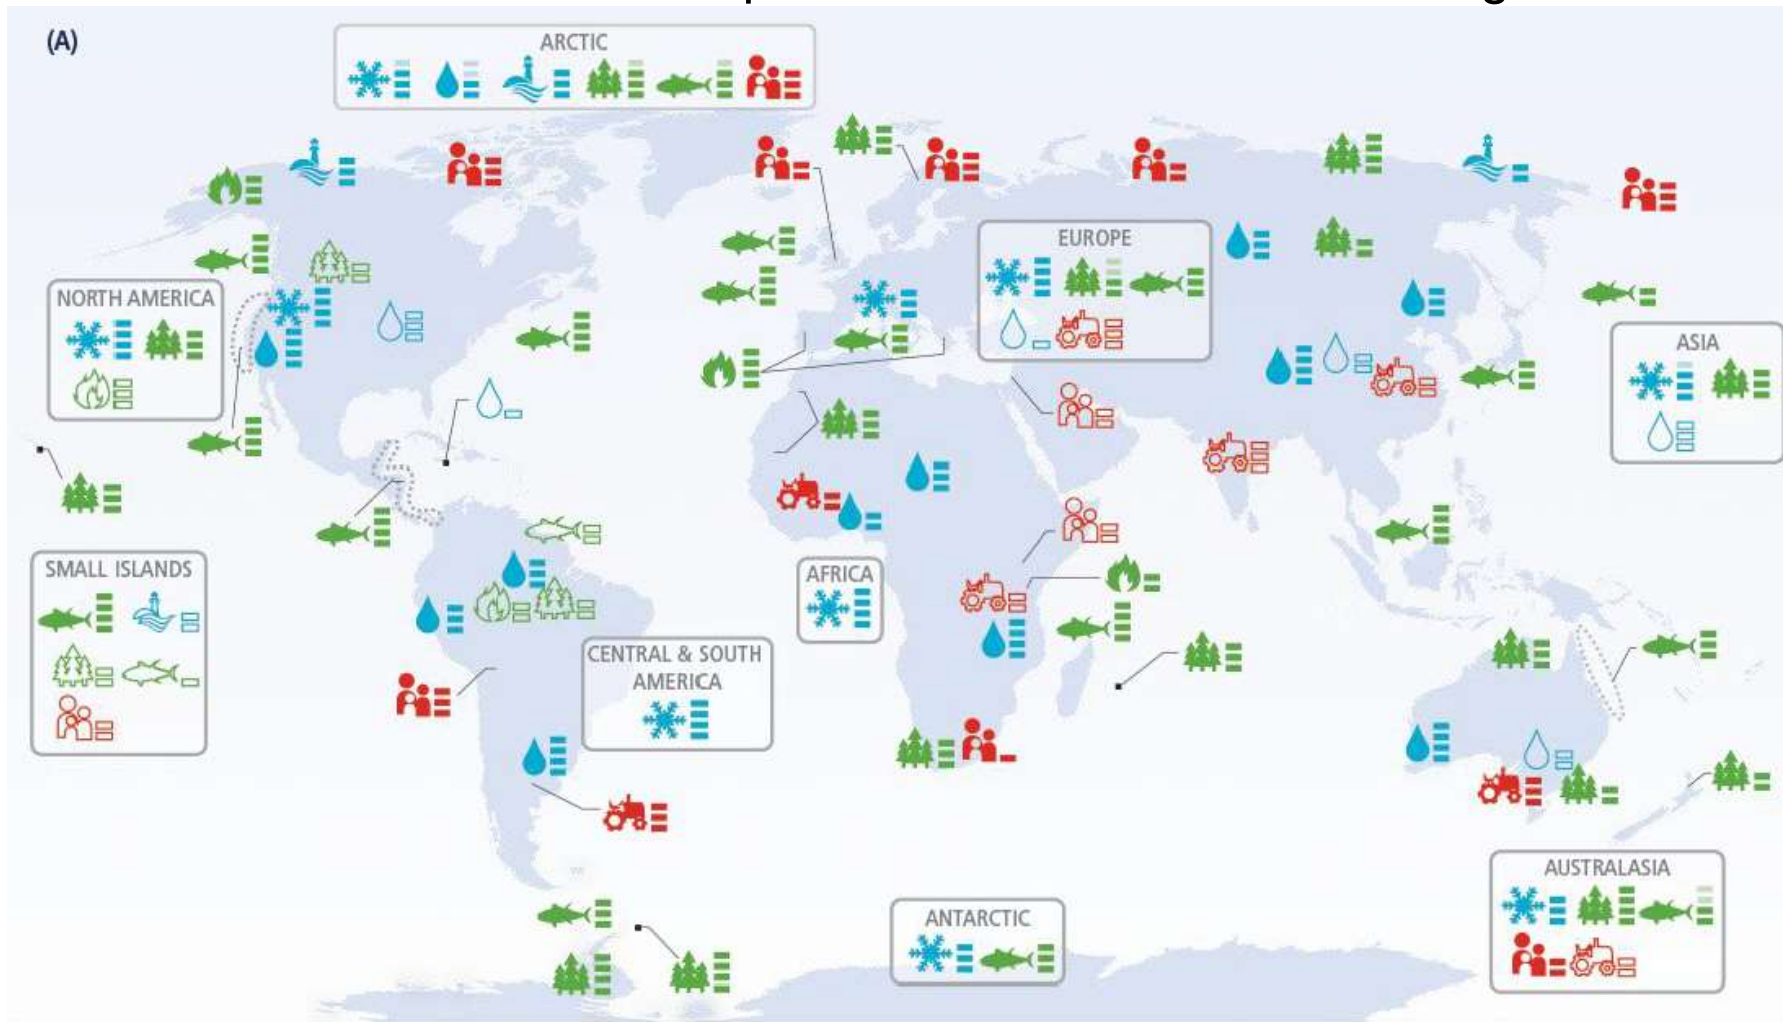 (A)
ARCTIC
EUROPE
NORTH AMERICA
ASIA
SMALL ISLANDS
AFRICA
CENTRAL & SOUTH
AMERICA
AUSTRALASIA
ANTARCTIC